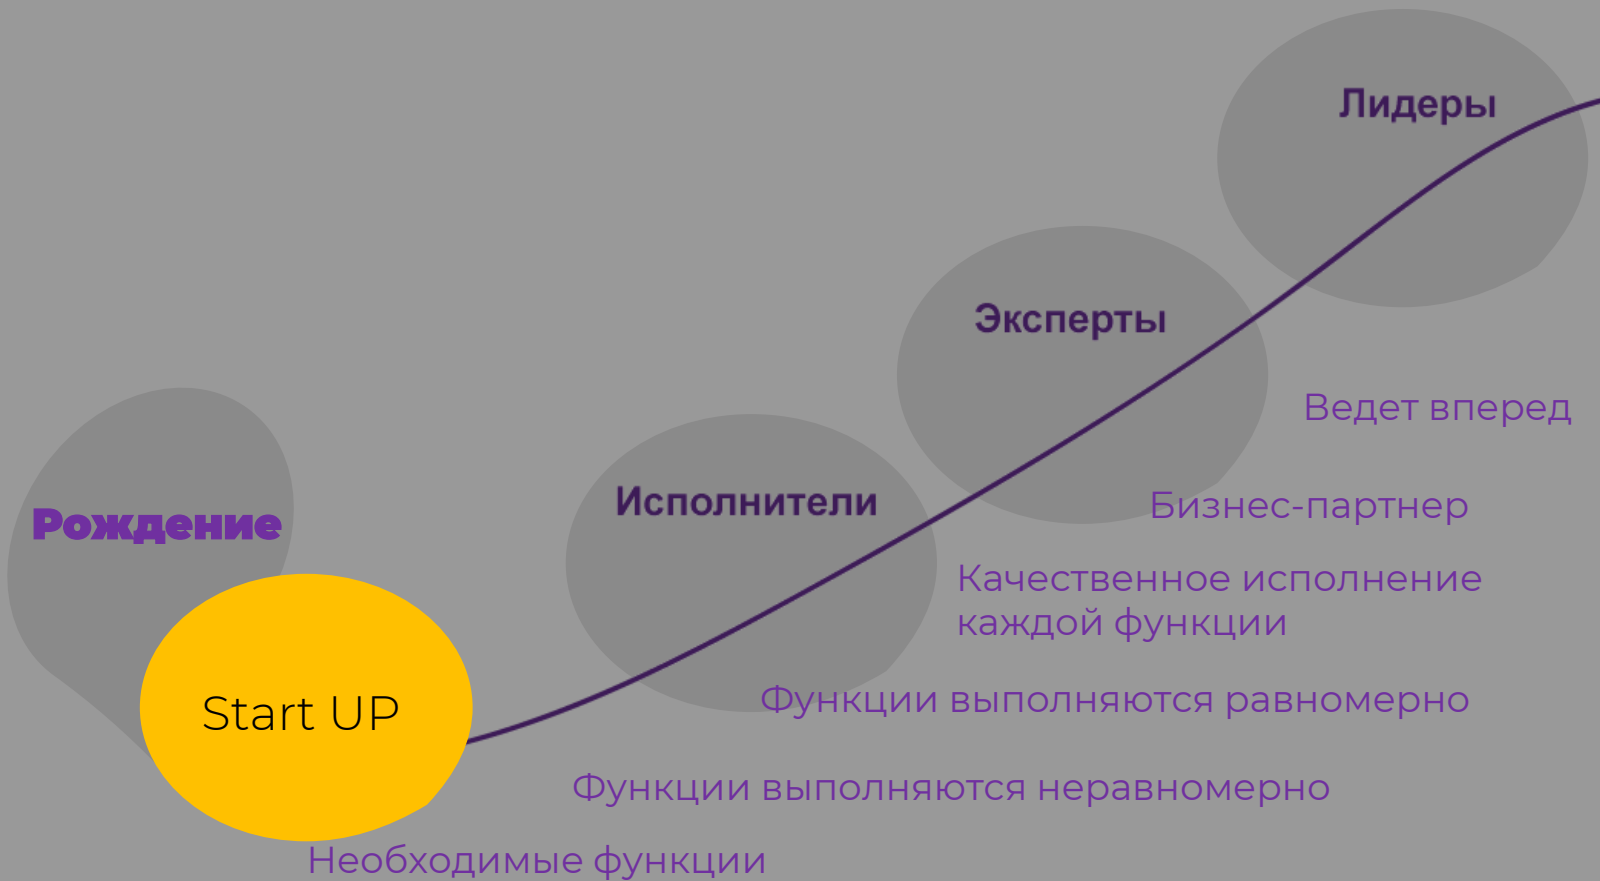 Лидеры
Эксперты
Ведет вперед
Исполнители
Бизнес-партнер
Рождение
Качественное исполнение
каждой функции
Start UP
Функции выполняются равномерно
Функции выполняются неравномерно
Необходимые функции